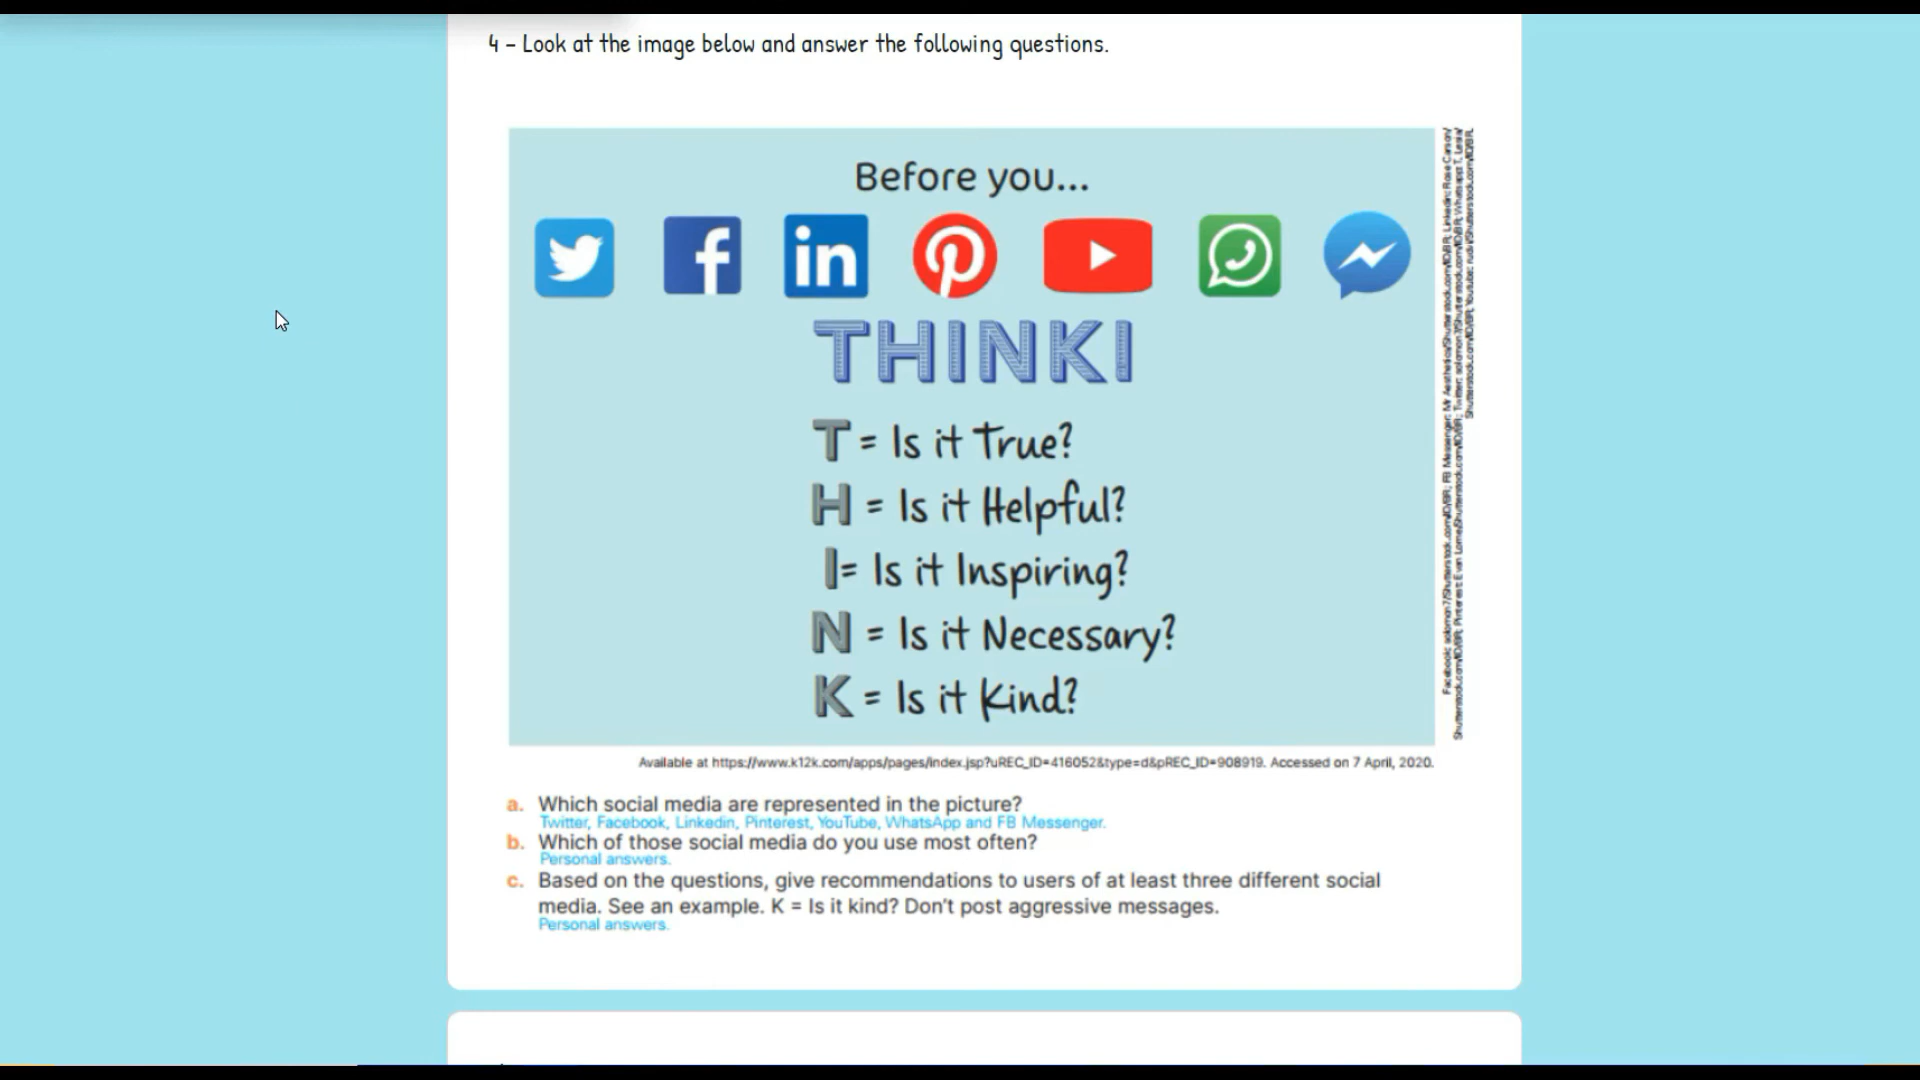 4 - Look at the image below and answer the following questions.
Before you...
THINK!
T = Is it True?
H = Is it Helpful?
I = Is it Inspiring?
N = Is it Necessary?
K = Is it Kind?
Available at https://www.k12k.com/apps/pages/index.jsp?uREC_ID=416052&type=d&pREC_ID=908919. Accessed on 7 April, 2020.
a. Which social media are represented in the picture?
Twitter, Facebook, Linkedin, Pinterest, YouTube, WhatsApp and FB Messenger.
b. Which of those social media do you use most often?
Personal answers.
c. Based on the questions, give recommendations to users of at least three different social
media. See an example. K = Is it kind? Don't post aggressive messages.
Personal answers.